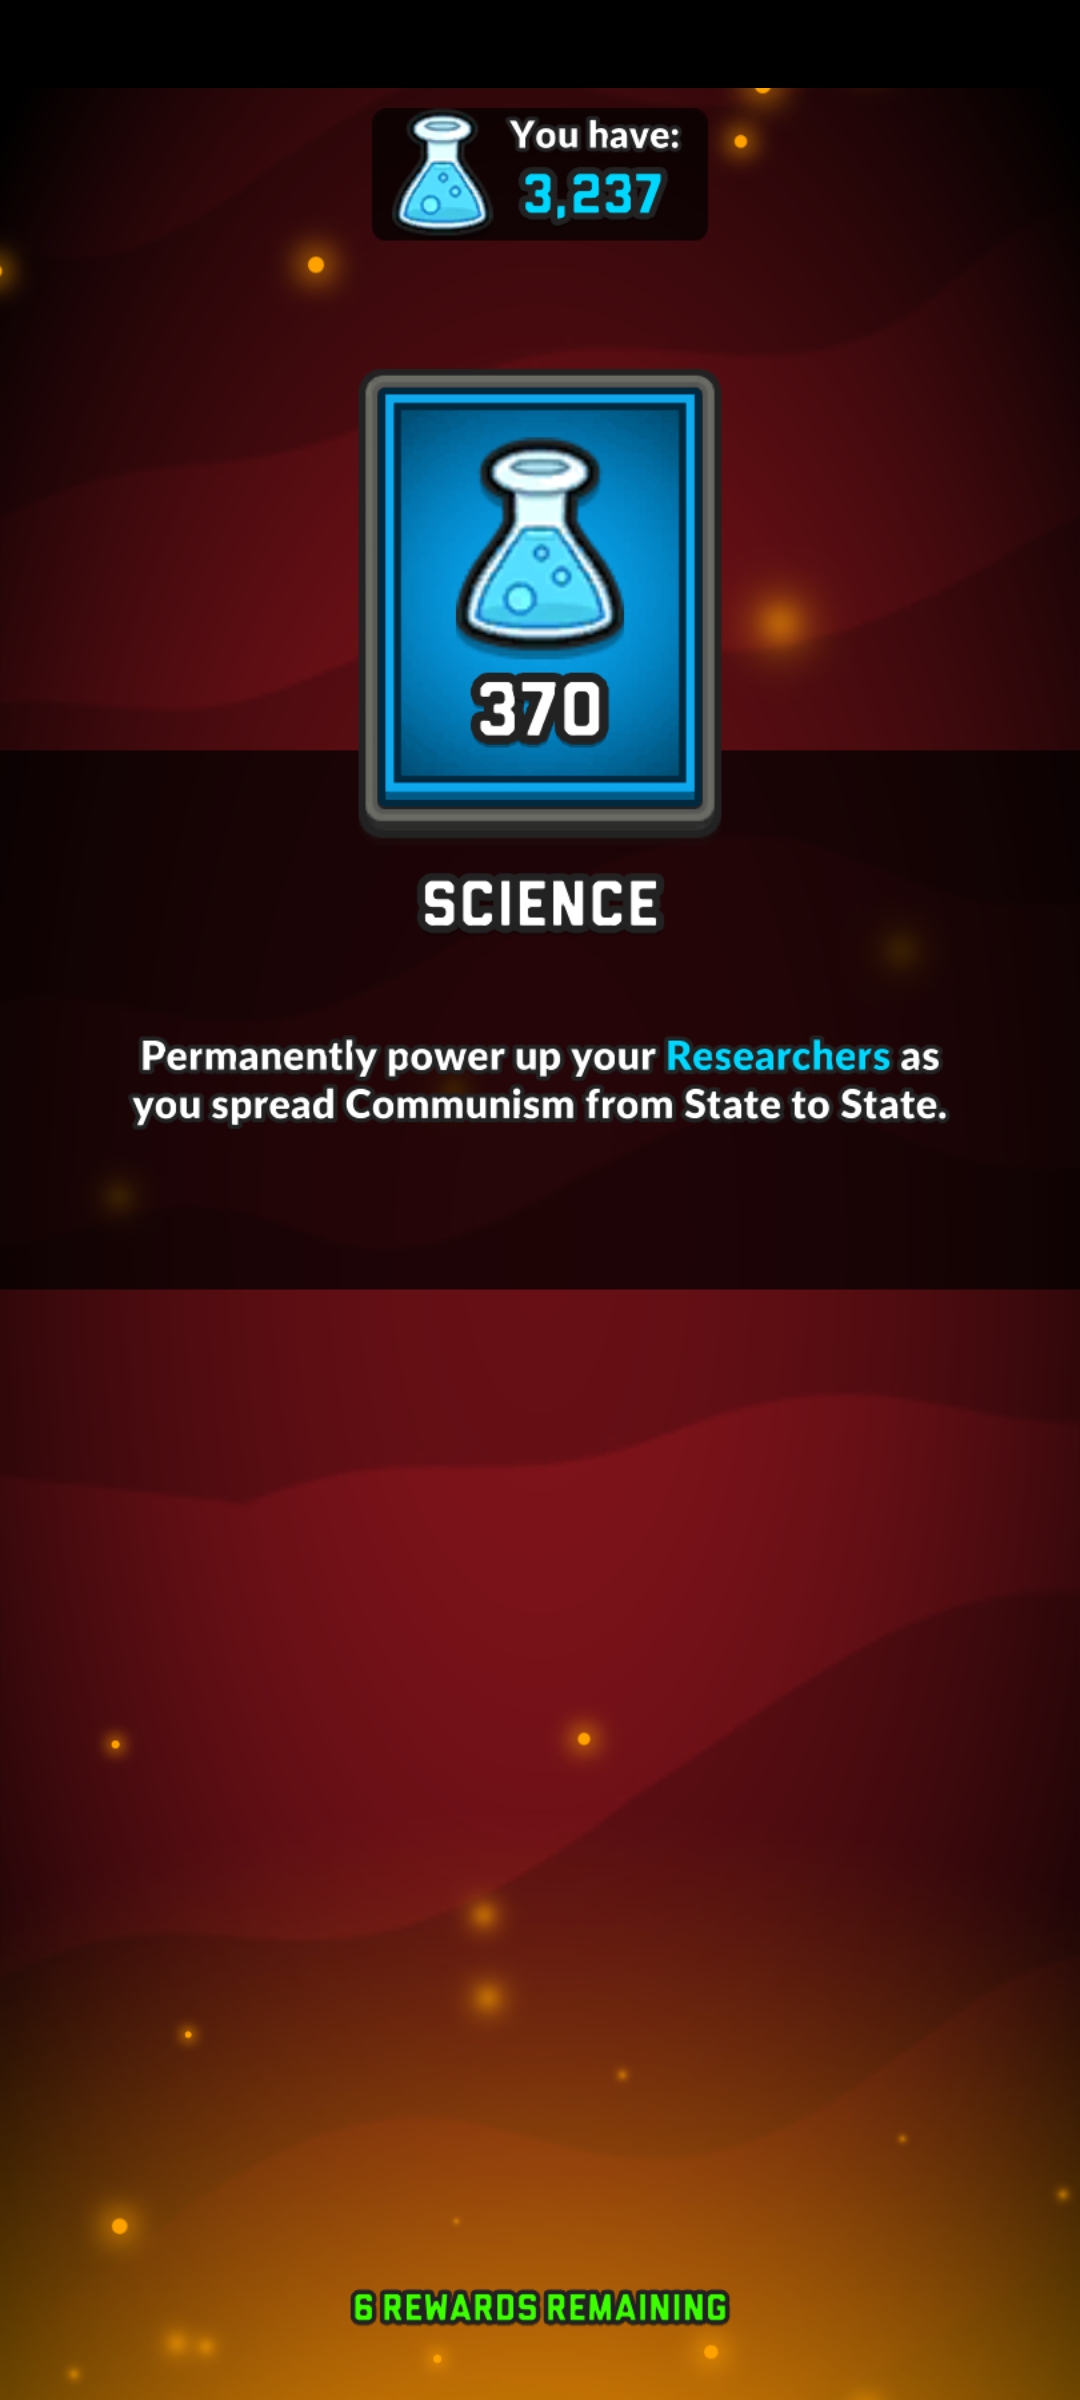 You have:
3,237
370
SCIENCE
Permanently power up your Researchers as
you spread Communism from State to State.
6 REWARDS REMAINING